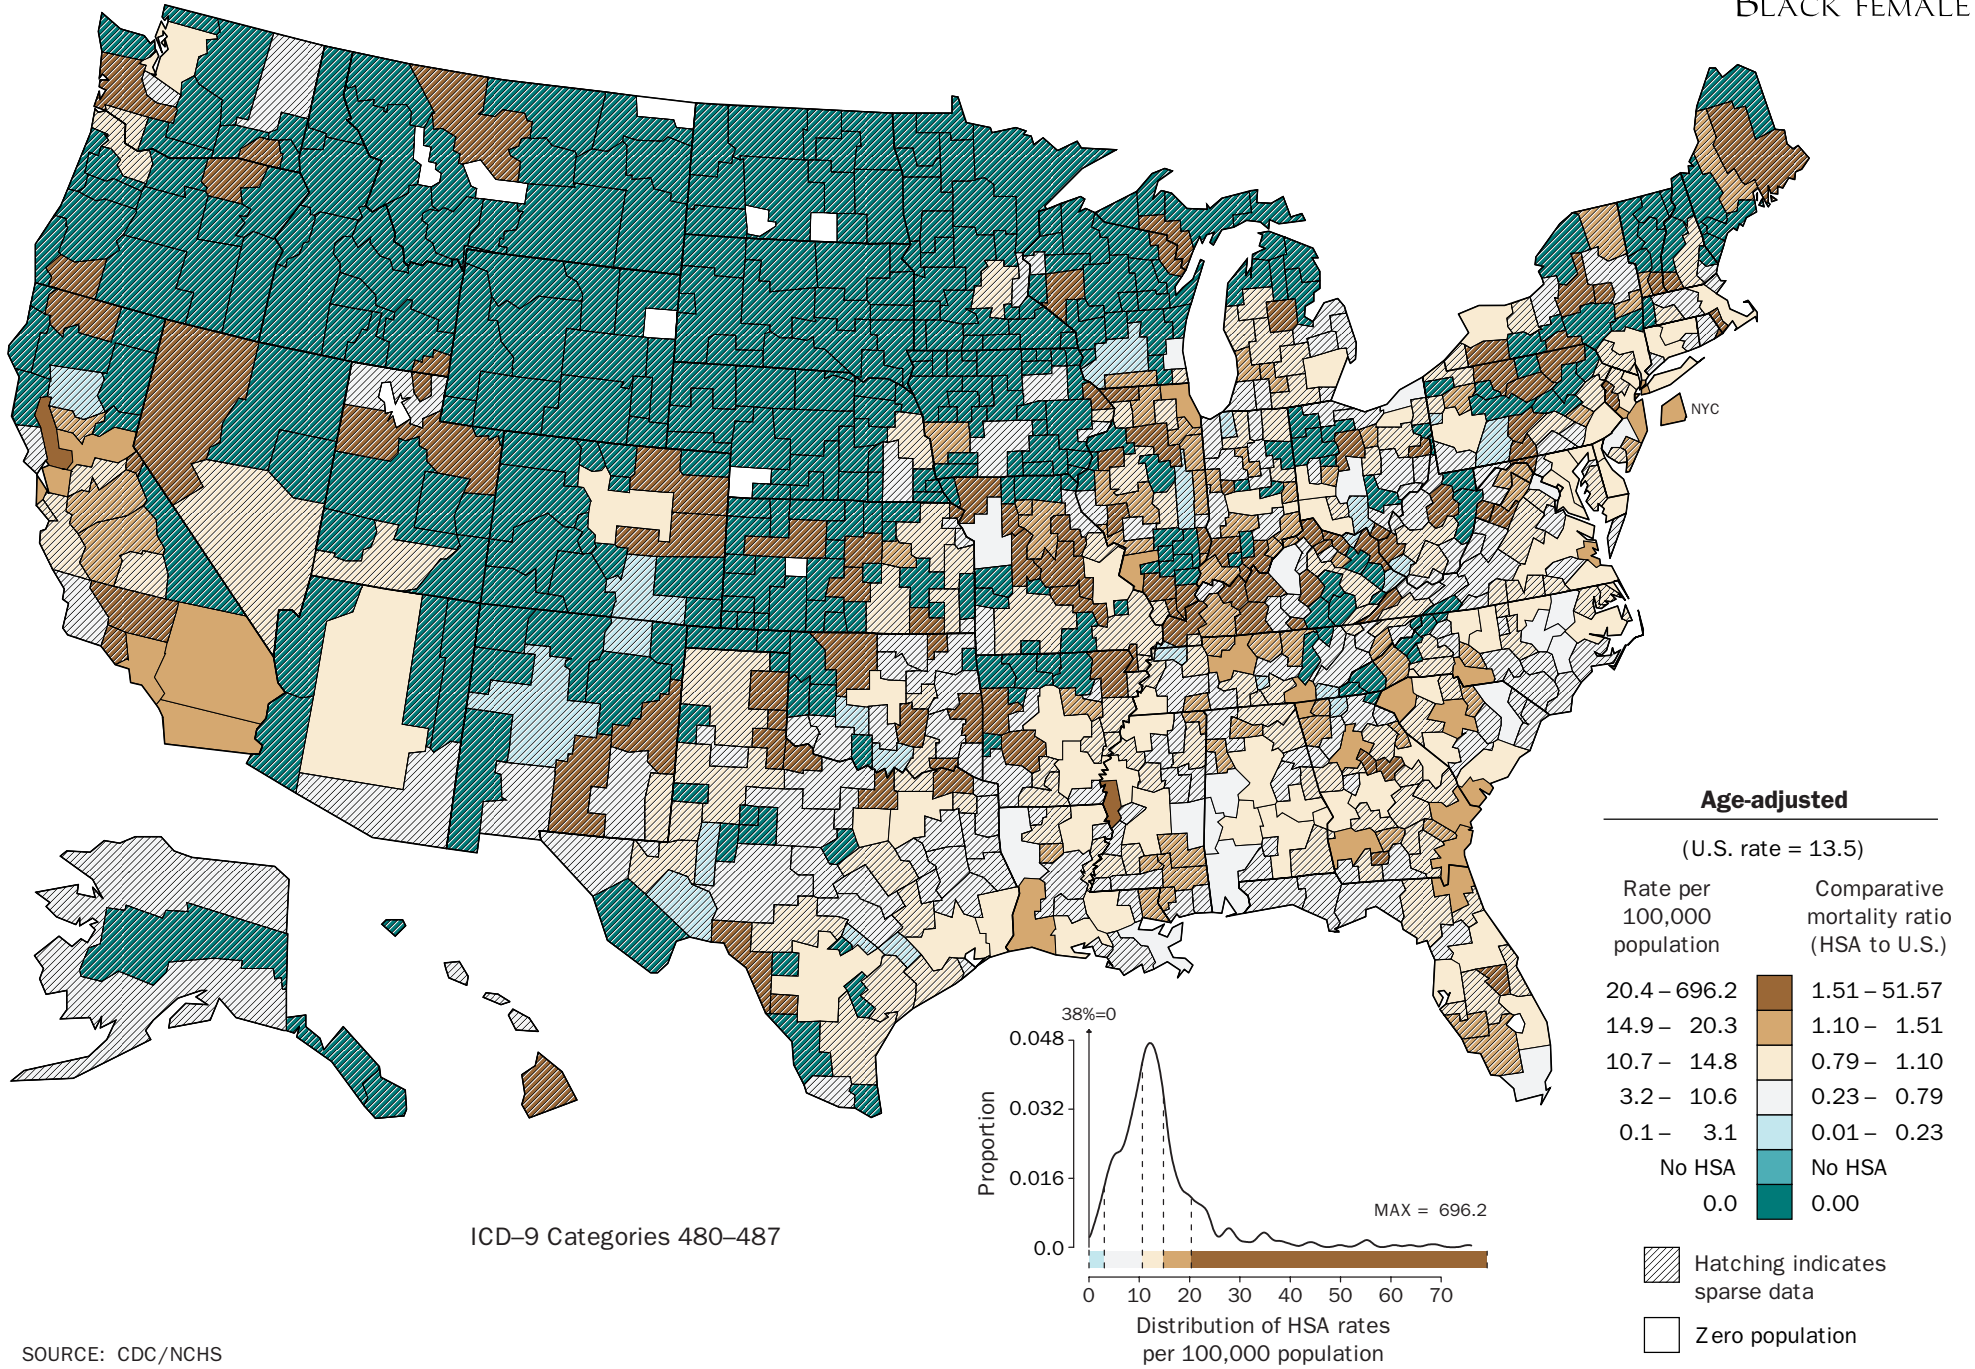 BLACK FEMALE
NYC
Age-adjusted
(U.S. rate = 13.5)
Rate per
100,000
population
Comparative
mortality ratio
(HSA to U.S.)
20.4 – 696.2 1.51 – 51.57
14.9 – 20.3 1.10 – 1.51
10.7 – 14.8 0.79 – 1.10
3.2 – 10.6 0.23 – 0.79
0.1 – 3.1 0.01 – 0.23
No HSA No HSA
0.0 0.00
Hatching indicates
sparse data
Zero population
38%=0
0.048
0.032
0.016
0.0
Proportion
MAX = 696.2
0 10 20 30 40 50 60 70
Distribution of HSA rates
per 100,000 population
ICD–9 Categories 480–487
SOURCE: CDC/NCHS